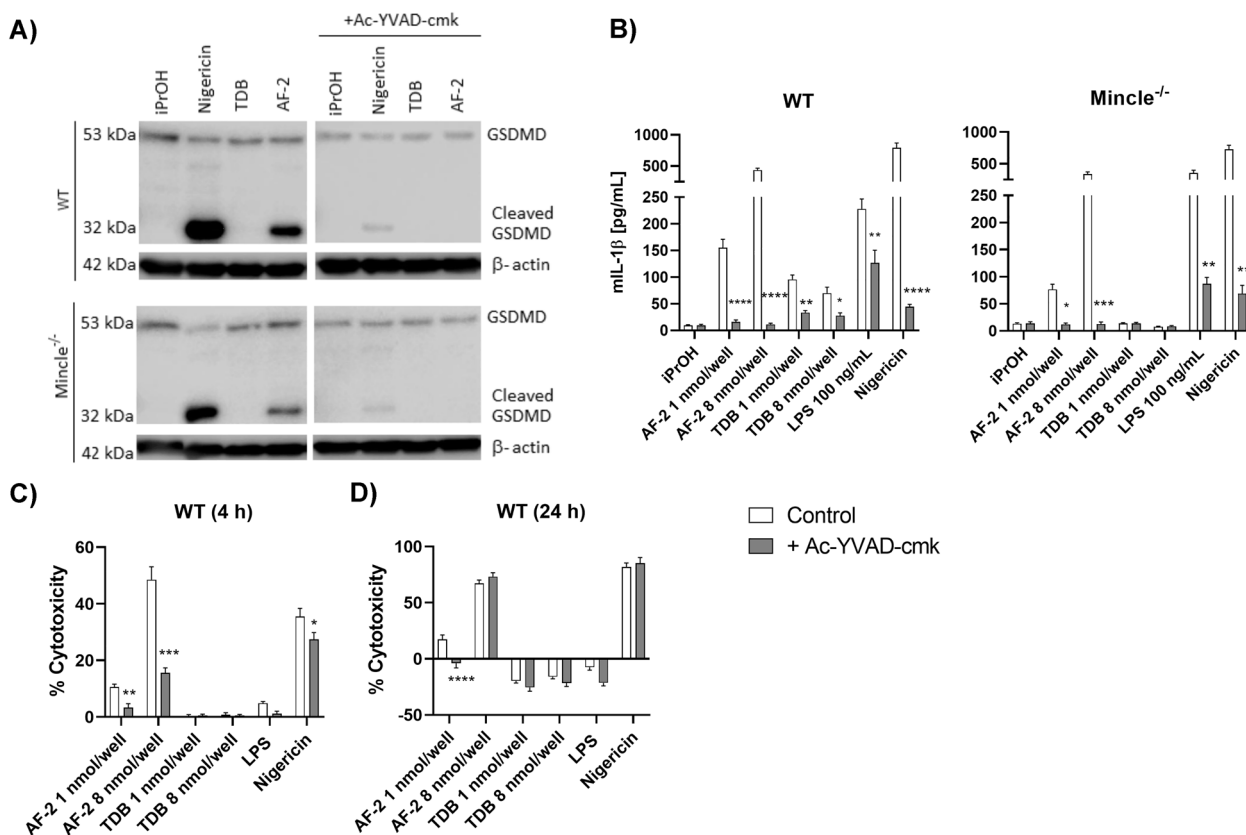 A)
+Ac-YVAD-cmk
iPrOH
Nigericin
TDB
AF-2
iPrOH
Nigericin
TDB
AF-2
WT
53 kDa
GSDMD
32 kDa
Cleaved
GSDMD
42 kDa
β- actin
Mincle-/-
53 kDa
GSDMD
32 kDa
Cleaved
GSDMD
42 kDa
β- actin
B)
WT
mIL-1β [pg/mL]
1000
500
250
200
150
100
50
0
****
****
**
*
**
****
iPrOH
AF-2 1 nmol/well
AF-2 8 nmol/well
TDB 1 nmol/well
TDB 8 nmol/well
LPS 100 ng/mL
Nigericin
Mincle-/-
1000
500
250
200
150
100
50
0
*
***
**
**
iPrOH
AF-2 1 nmol/well
AF-2 8 nmol/well
TDB 1 nmol/well
TDB 8 nmol/well
LPS 100 ng/mL
Nigericin
C)
WT (4 h)
% Cytotoxicity
60
40
20
0
**
***
*
AF-2 1 nmol/well
AF-2 8 nmol/well
TDB 1 nmol/well
TDB 8 nmol/well
LPS
Nigericin
D)
WT (24 h)
% Cytotoxicity
100
50
0
-50
****
AF-2 1 nmol/well
AF-2 8 nmol/well
TDB 1 nmol/well
TDB 8 nmol/well
LPS
Nigericin
Control
+ Ac-YVAD-cmk